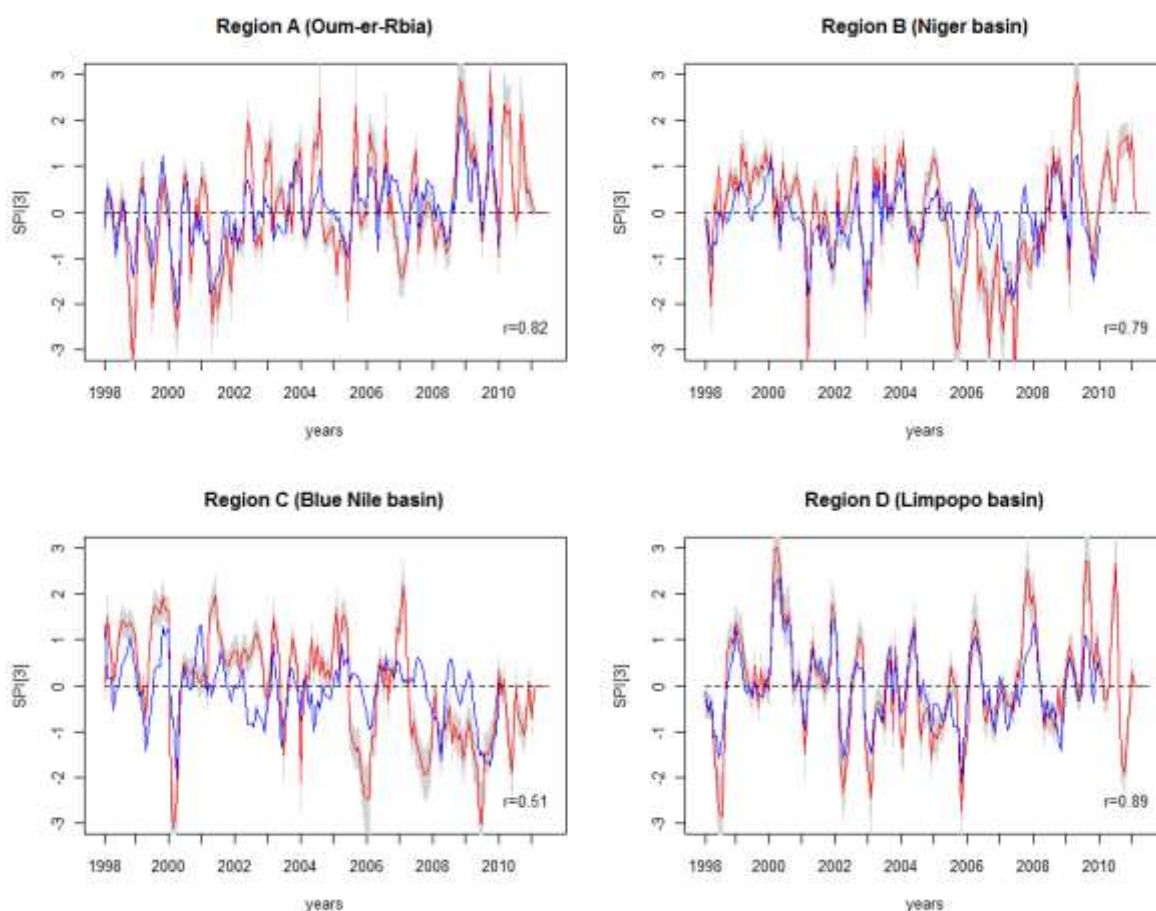 Region A (Oum-er-Rbia)
SPI[3]
3
2
1
0
-1
-2
-3
r=0.82
1998 2000 2002 2004 2006 2008 2010
years
Region B (Niger basin)
SPI[3]
3
2
1
0
-1
-2
-3
r=0.79
1998 2000 2002 2004 2006 2008 2010
years
Region C (Blue Nile basin)
SPI[3]
3
2
1
0
-1
-2
-3
r=0.51
1998 2000 2002 2004 2006 2008 2010
years
Region D (Limpopo basin)
SPI[3]
3
2
1
0
-1
-2
-3
r=0.89
1998 2000 2002 2004 2006 2008 2010
years